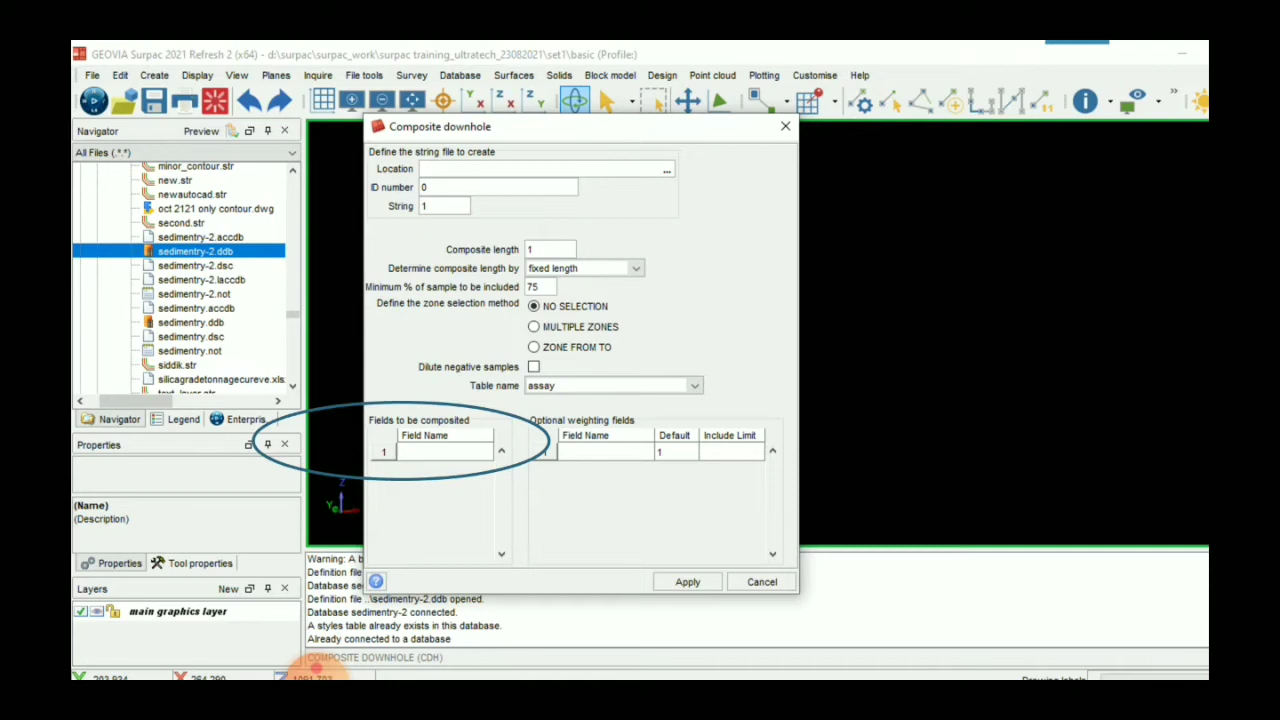 GEOVIA Surpac 2021 Refresh 2 (x64) - d:\surpac\surpac_work\surpac training_ultratech_23082021\set1\basic (Profile:)
File Edit Create Display View Planes Inquire File tools Survey Database Surfaces Solids Block model Design Point cloud Plotting Customise Help
Navigator Preview
All Files (*.*)
minor_contour.str
new.str
newautocad.str
oct 2121 only contour.dwg
second.str
sedimentry-2.accdb
sedimentry-2.ddb
sedimentry-2.dsc
sedimentry-2.laccdb
sedimentry-2.not
sedimentry.accdb
sedimentry.ddb
sedimentry.dsc
sedimentry.not
siddik.str
silicagradetonnagecureve.xls
Navigator Legend Enterpris
Properties
(Name)
(Description)
Properties Tool properties
Layers New
main graphics layer
Composite downhole
Define the string file to create
Location ...
ID number 0
String 1
Composite length 1
Determine composite length by fixed length
Minimum % of sample to be included 75
Define the zone selection method NO SELECTION
MULTIPLE ZONES
ZONE FROM TO
Dilute negative samples
Table name assay
Fields to be composited
Field Name
1
Optional weighting fields
Field Name Default Include Limit
1 1
Apply Cancel
Z
Y
Warning: A b
Definition file
Database se
Definition file ..\sedimentry-2.ddb opened.
Database sedimentry-2 connected.
A styles table already exists in this database.
Already connected to a database
COMPOSITE DOWNHOLE (CDH)